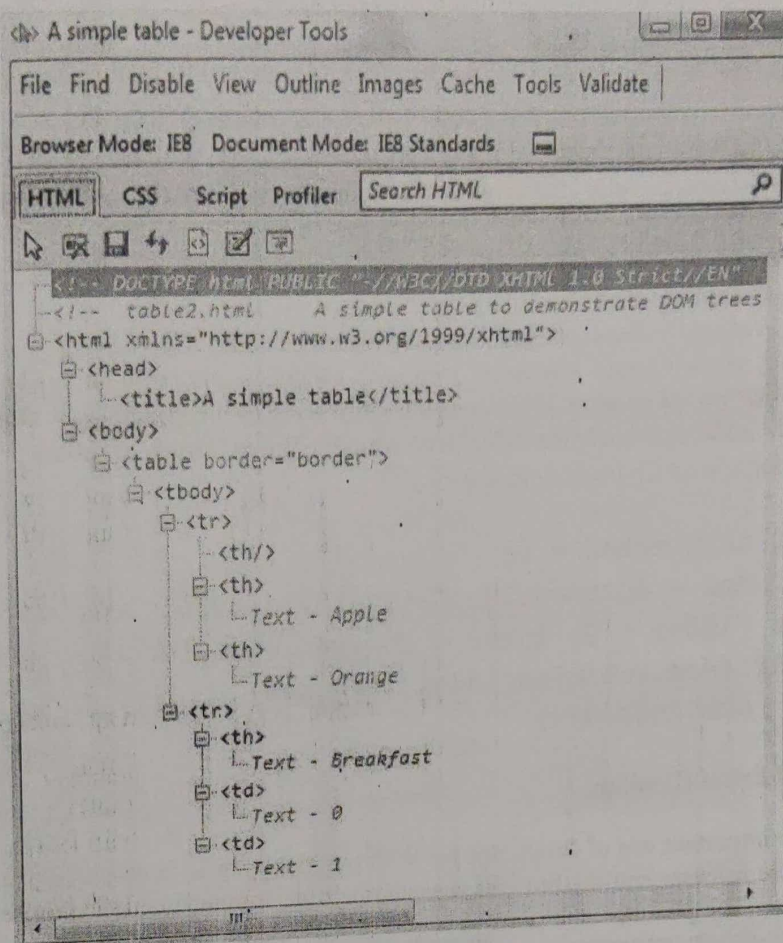 A simple table - Developer Tools
File Find Disable View Outline Images Cache Tools Validate
Browser Mode: IE8 Document Mode: IE8 Standards
HTML CSS Script Profiler Search HTML
<!-- DOCTYPE html PUBLIC "-//W3C//DTD XHTML 1.0 Strict//EN"
<!-- table2.html A simple table to demonstrate DOM trees
<html xmlns="http://www.w3.org/1999/xhtml">
<head>
<title>A simple table</title>
<body>
<table border="border">
<tbody>
<tr>
<th/>
<th>
Text - Apple
<th>
Text - Orange
<tr>
<th>
Text - Breakfast
<td>
Text - 0
<td>
Text - 1